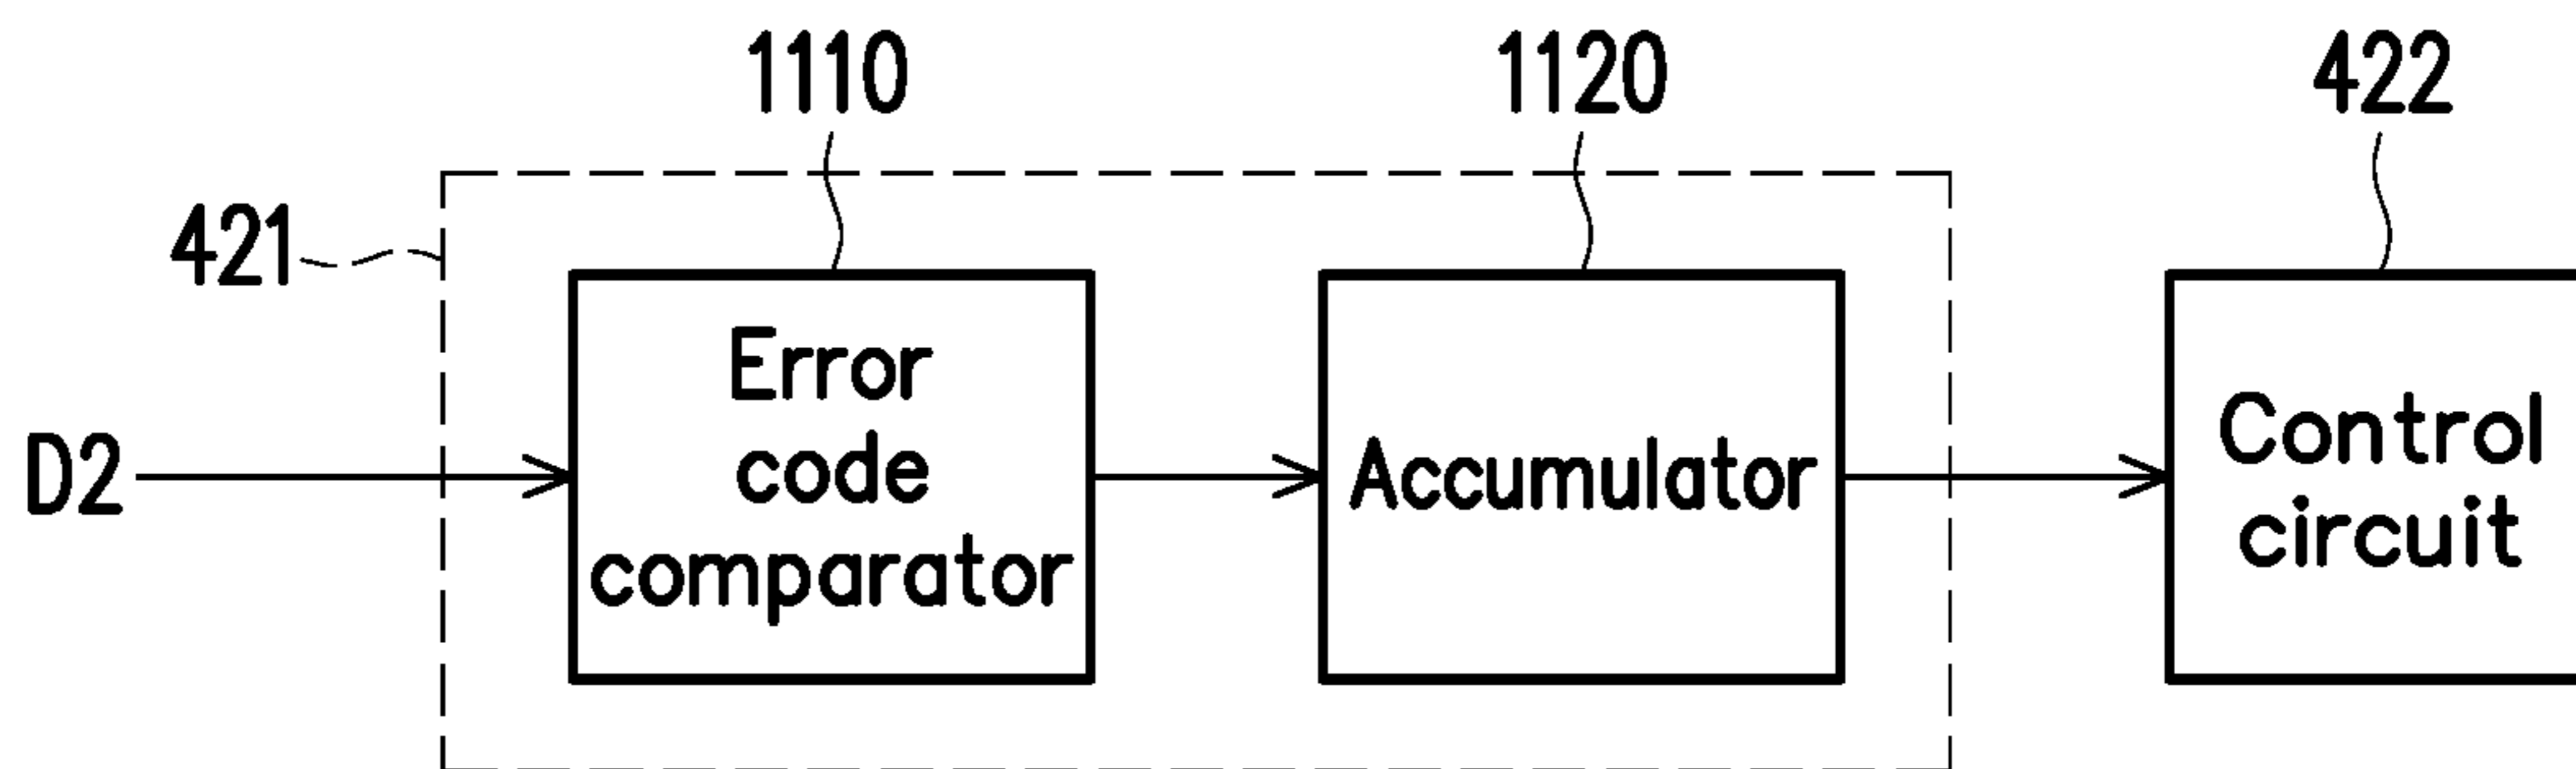 1110
1120
422
421
Error
code
comparator
Accumulator
Control
circuit
D2